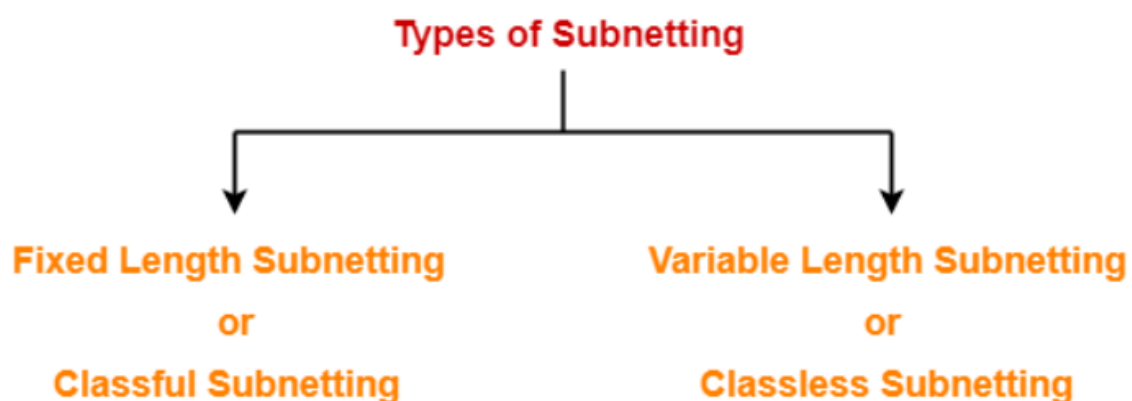 Types of Subnetting
Fixed Length Subnetting
or
Classful Subnetting
Variable Length Subnetting
or
Classless Subnetting